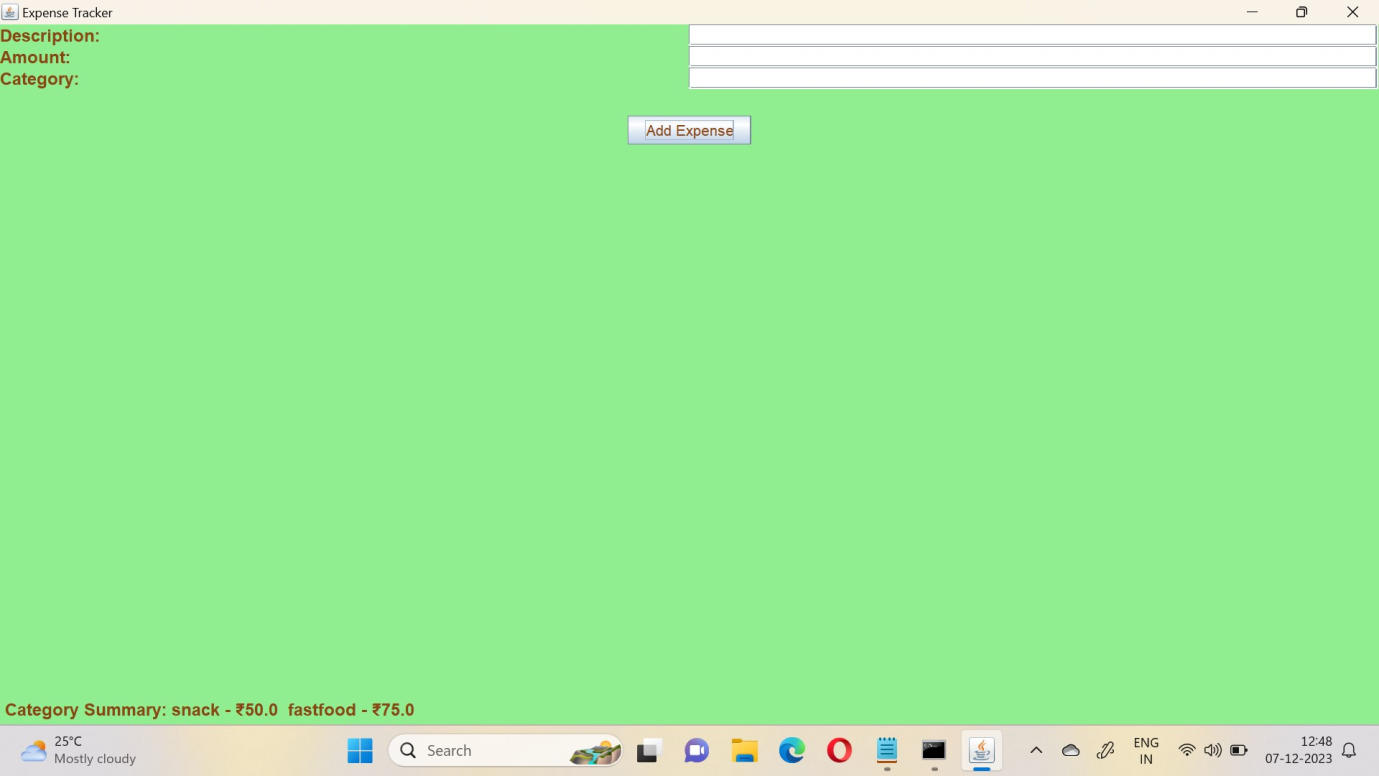 Expense Tracker
Description:
Amount:
Category:
Add Expense
Category Summary: snack - ₹50.0  fastfood - ₹75.0
25°C
Mostly cloudy
Search
ENG
IN
12:48
07-12-2023